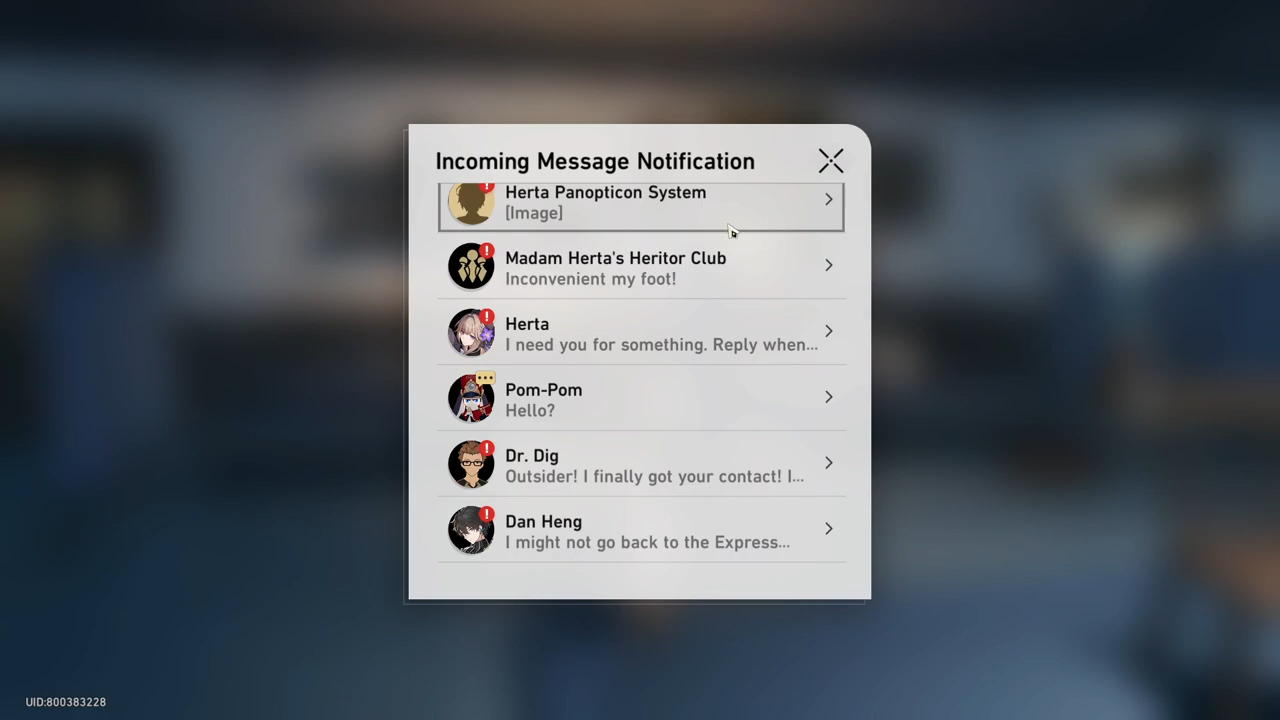 Incoming Message Notification
Herta Panopticon System
[Image]
Madam Herta's Heritor Club
Inconvenient my foot!
Herta
I need you for something. Reply when...
Pom-Pom
Hello?
Dr. Dig
Outsider! I finally got your contact! I...
Dan Heng
I might not go back to the Express...
UID:800383228